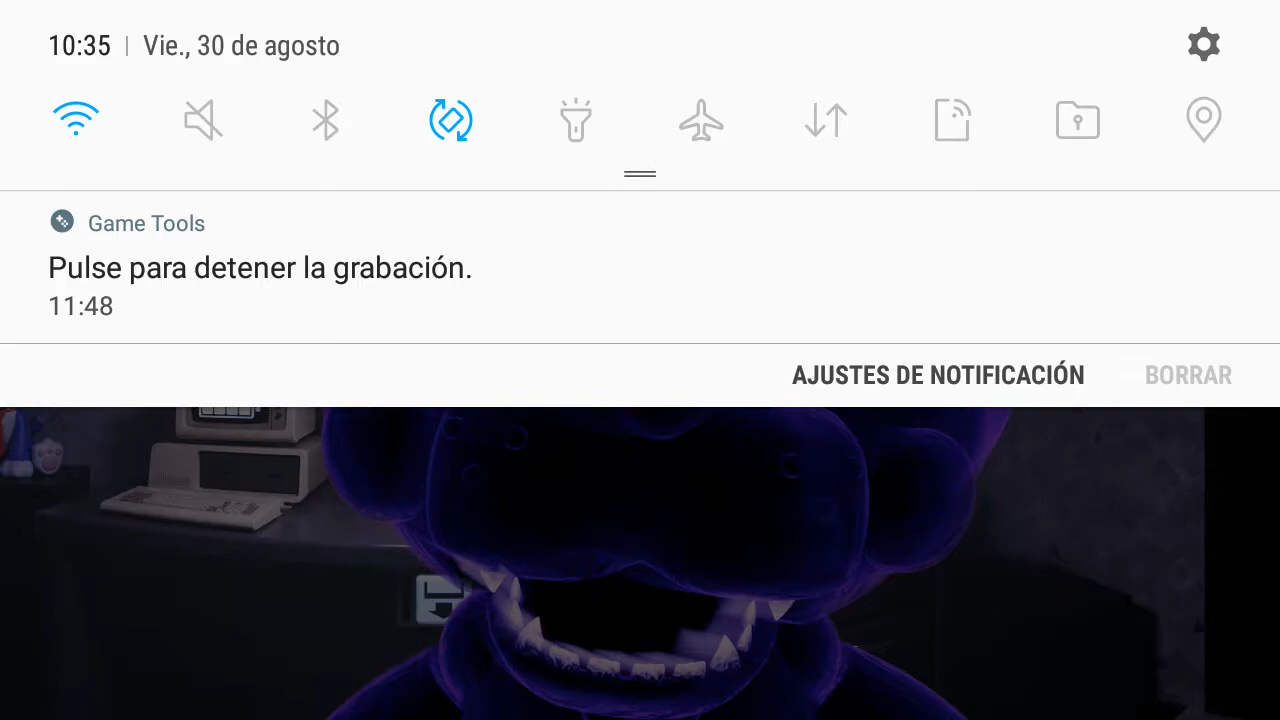 10:35 | Vie., 30 de agosto
Game Tools
Pulse para detener la grabación.
11:48
AJUSTES DE NOTIFICACIÓN BORRAR